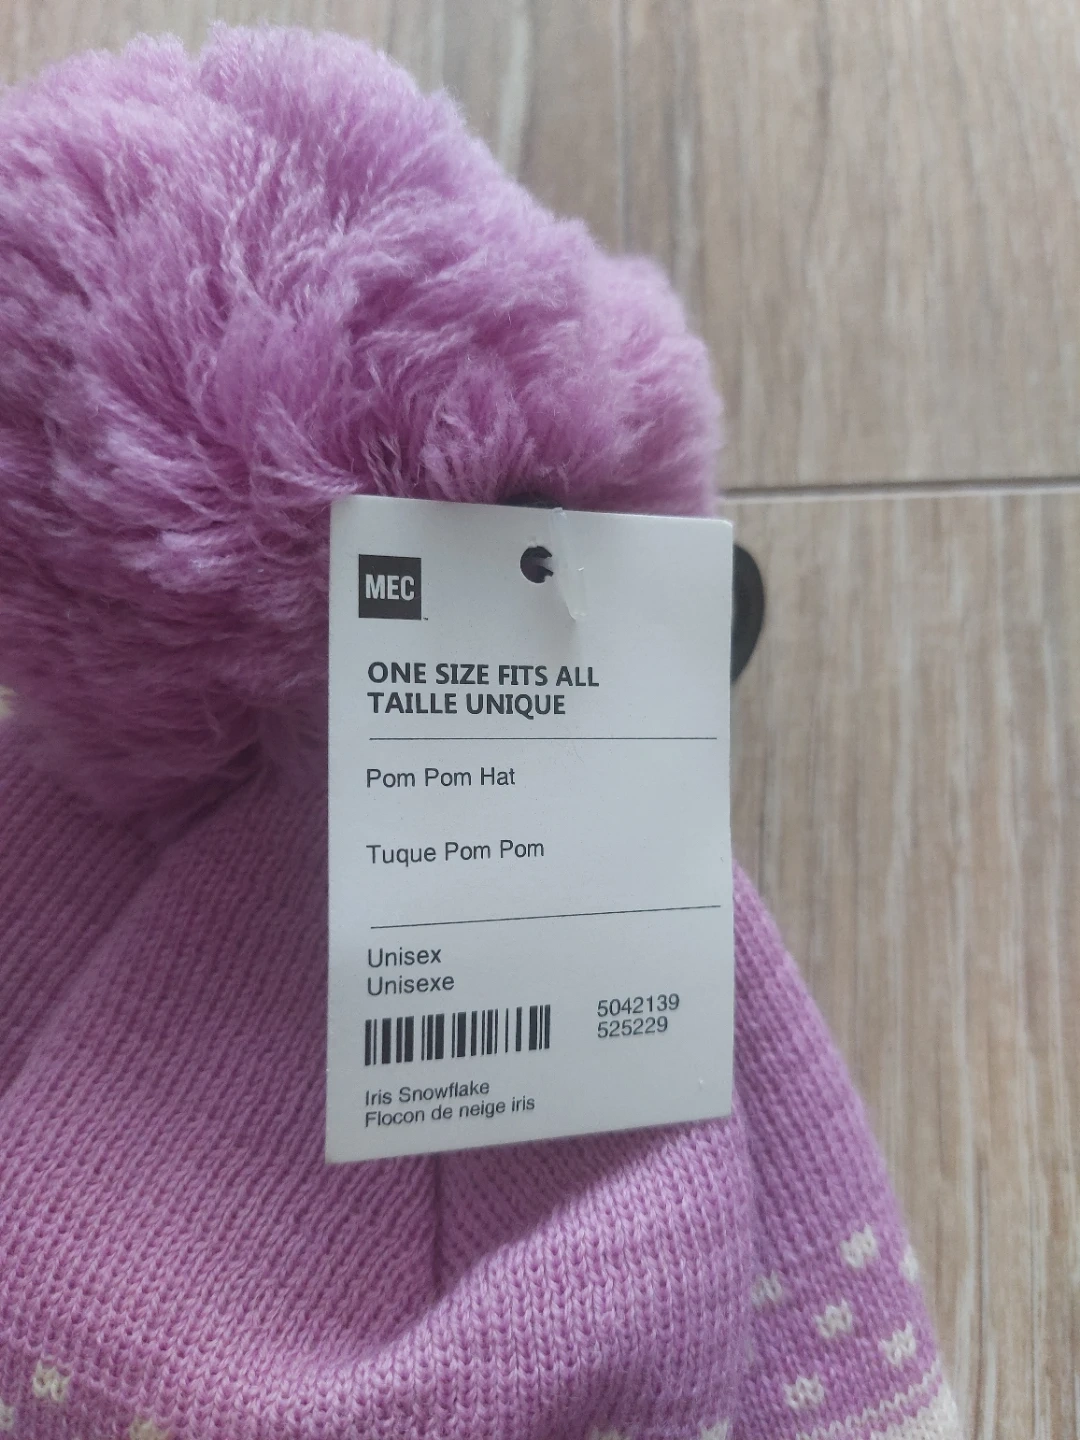 MEC
ONE SIZE FITS ALL
TAILLE UNIQUE
Pom Pom Hat
Tuque Pom Pom
Unisex
Unisexe
5042139
525229
Iris Snowflake
Flocon de neige iris